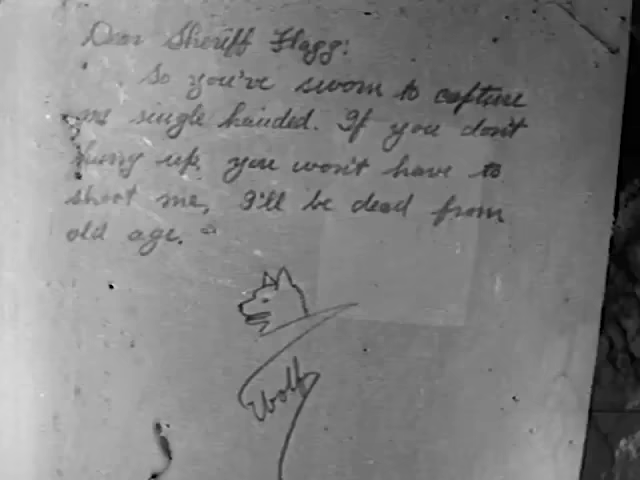 Dear Sheriff Flagg:
So you've sworn to capture
me single handed. If you don't
hurry up you won't have to
shoot me, I'll be dead from
old age.